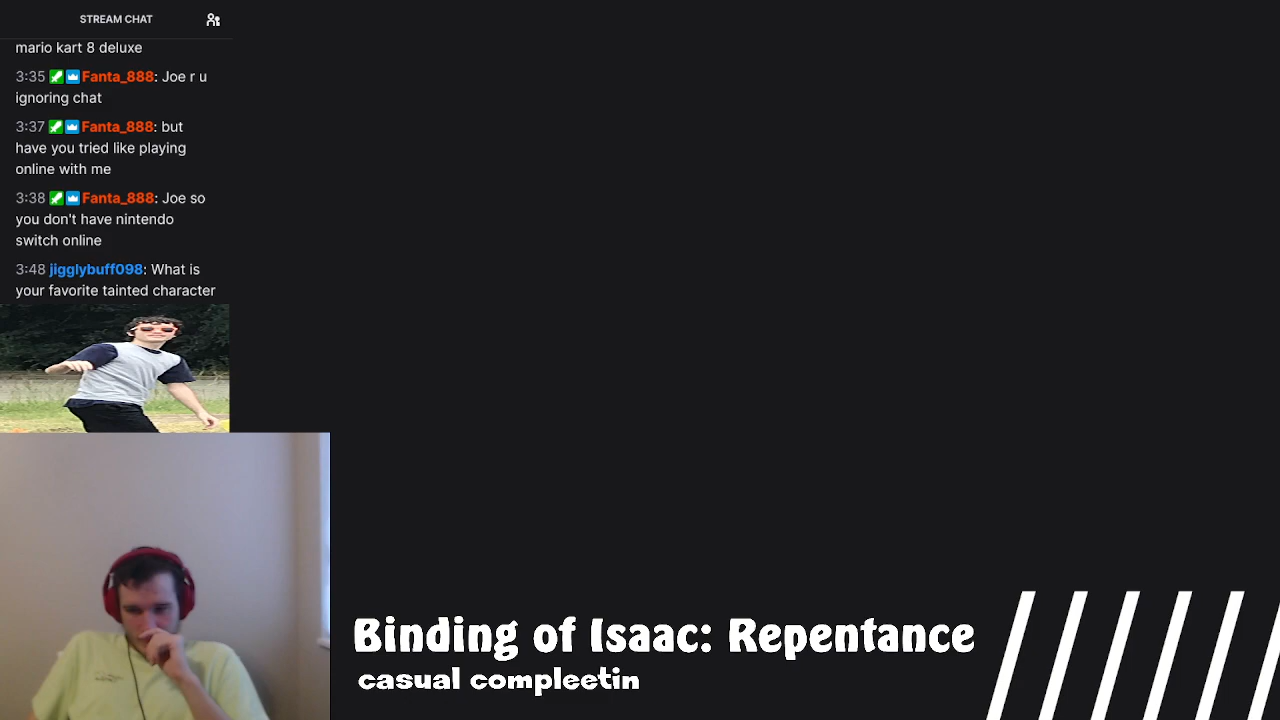 STREAM CHAT
mario kart 8 deluxe
3:35 Fanta_888: Joe r u
ignoring chat
3:37 Fanta_888: but
have you tried like playing
online with me
3:38 Fanta_888: Joe so
you don't have nintendo
switch online
3:48 jigglybuff098: What is
your favorite tainted character
Binding of Isaac: Repentance
casual compleetin